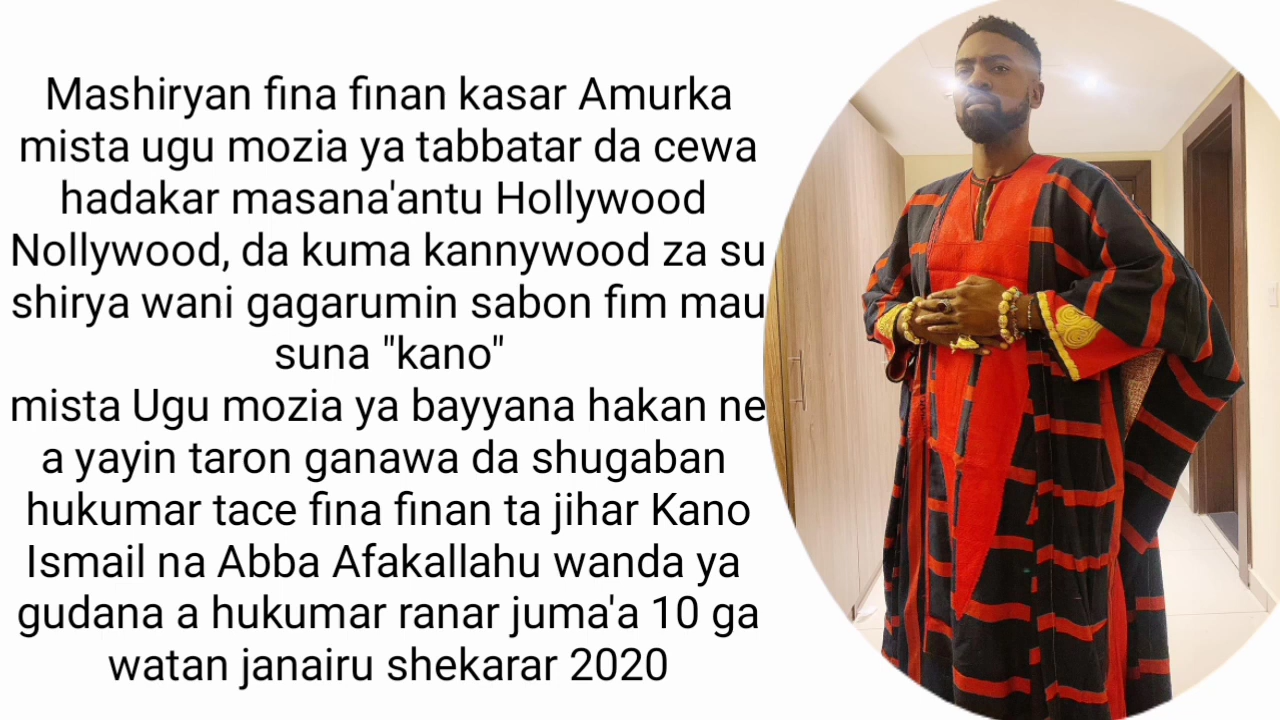 Mashiryan fina finan kasar Amurka
mista ugu mozia ya tabbatar da cewa
hadakar masana'antu Hollywood
Nollywood, da kuma kannywood za su
shirya wani gagarumin sabon fim mau
suna "kano"
mista Ugu mozia ya bayyana hakan ne
a yayin taron ganawa da shugaban
hukumar tace fina finan ta jihar Kano
Ismail na Abba Afakallahu wanda ya
gudana a hukumar ranar juma'a 10 ga
watan janairu shekarar 2020